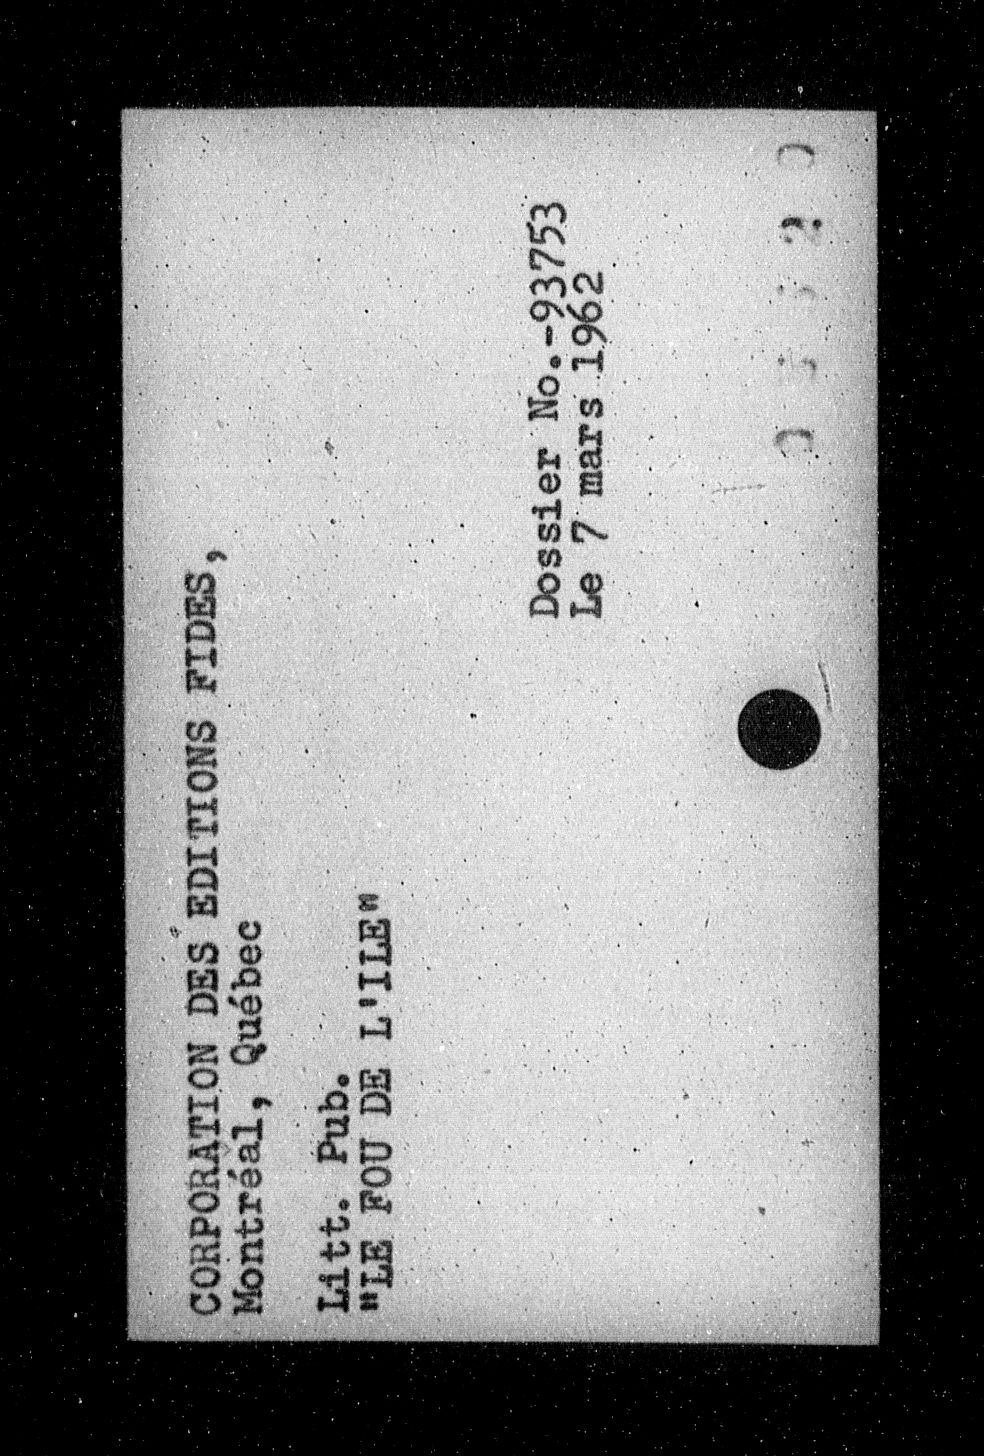 CORPORATION DES EDITIONS FIDES,
Montréal, Québec
Litt. Pub.
"LE FOU DE L'ILE"
Dossier No.-93753
Le 7 mars 1962